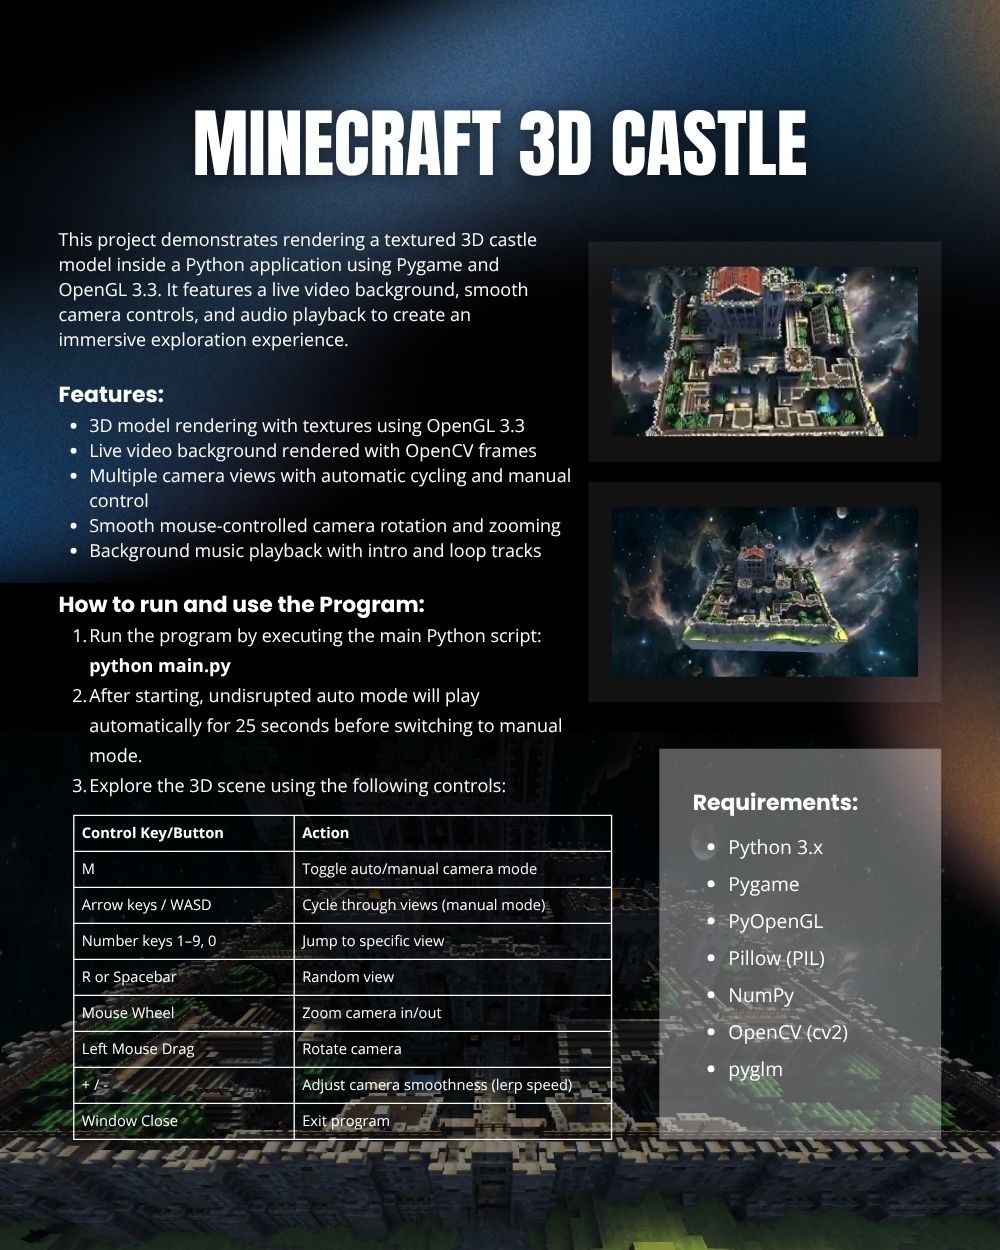 MINECRAFT 3D CASTLE
This project demonstrates rendering a textured 3D castle
model inside a Python application using Pygame and
OpenGL 3.3. It features a live video background, smooth
camera controls, and audio playback to create an
immersive exploration experience.
Features:
• 3D model rendering with textures using OpenGL 3.3
• Live video background rendered with OpenCV frames
• Multiple camera views with automatic cycling and manual
control
• Smooth mouse-controlled camera rotation and zooming
• Background music playback with intro and loop tracks
How to run and use the Program:
1. Run the program by executing the main Python script:
python main.py
2. After starting, undisrupted auto mode will play
automatically for 25 seconds before switching to manual
mode.
3. Explore the 3D scene using the following controls:
Control Key/Button Action
M Toggle auto/manual camera mode
Arrow keys / WASD Cycle through views (manual mode)
Number keys 1–9, 0 Jump to specific view
R or Spacebar Random view
Mouse Wheel Zoom camera in/out
Left Mouse Drag Rotate camera
+ / - Adjust camera smoothness (lerp speed)
Window Close Exit program
Requirements:
• Python 3.x
• Pygame
• PyOpenGL
• Pillow (PIL)
• NumPy
• OpenCV (cv2)
• pyglm